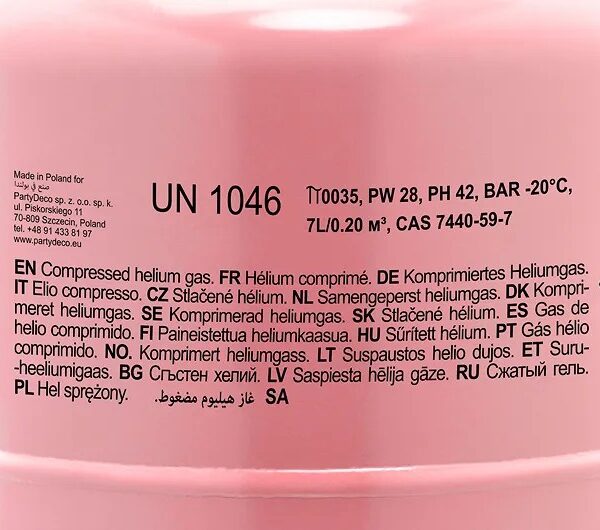 Made in Poland for
صنع في بولندا
PartyDeco sp. z. o.o. sp. k.
ul. Piskorskiego 11
70-809 Szczecin, Poland
tel. +48 91 433 81 97
www.partydeco.eu
UN 1046
0035, PW 28, PH 42, BAR -20°C,
7L/0.20 м³, CAS 7440-59-7
EN Compressed helium gas. FR Hélium comprimé. DE Komprimiertes Heliumgas.
IT Elio compresso. CZ Stlačené hélium. NL Samengeperst heliumgas. DK Kompri-
meret heliumgas. SE Komprimerad heliumgas. SK Stlačené hélium. ES Gas de
helio comprimido. FI Paineistettua heliumkaasua. HU Sűrített hélium. PT Gás hélio
comprimido. NO. Komprimert heliumgass. LT Suspaustos helio dujos. ET Suru-
-heeliumigaas. BG Сгъстен хелий. LV Saspiesta hēlija gāze. RU Сжатый гель.
PL Hel sprężony. غاز هيليوم مضغوط. SA